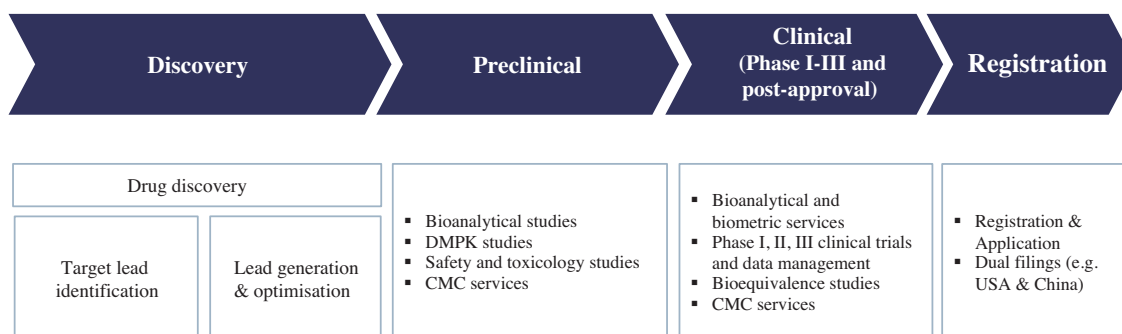 Discovery
Preclinical
Clinical
(Phase I-III and
post-approval)
Registration
Drug discovery
Target lead
identification
Lead generation
& optimisation
▪ Bioanalytical studies
▪ DMPK studies
▪ Safety and toxicology studies
▪ CMC services
▪ Bioanalytical and
biometric services
▪ Phase I, II, III clinical trials
and data management
▪ Bioequivalence studies
▪ CMC services
▪ Registration &
Application
▪ Dual filings (e.g.
USA & China)